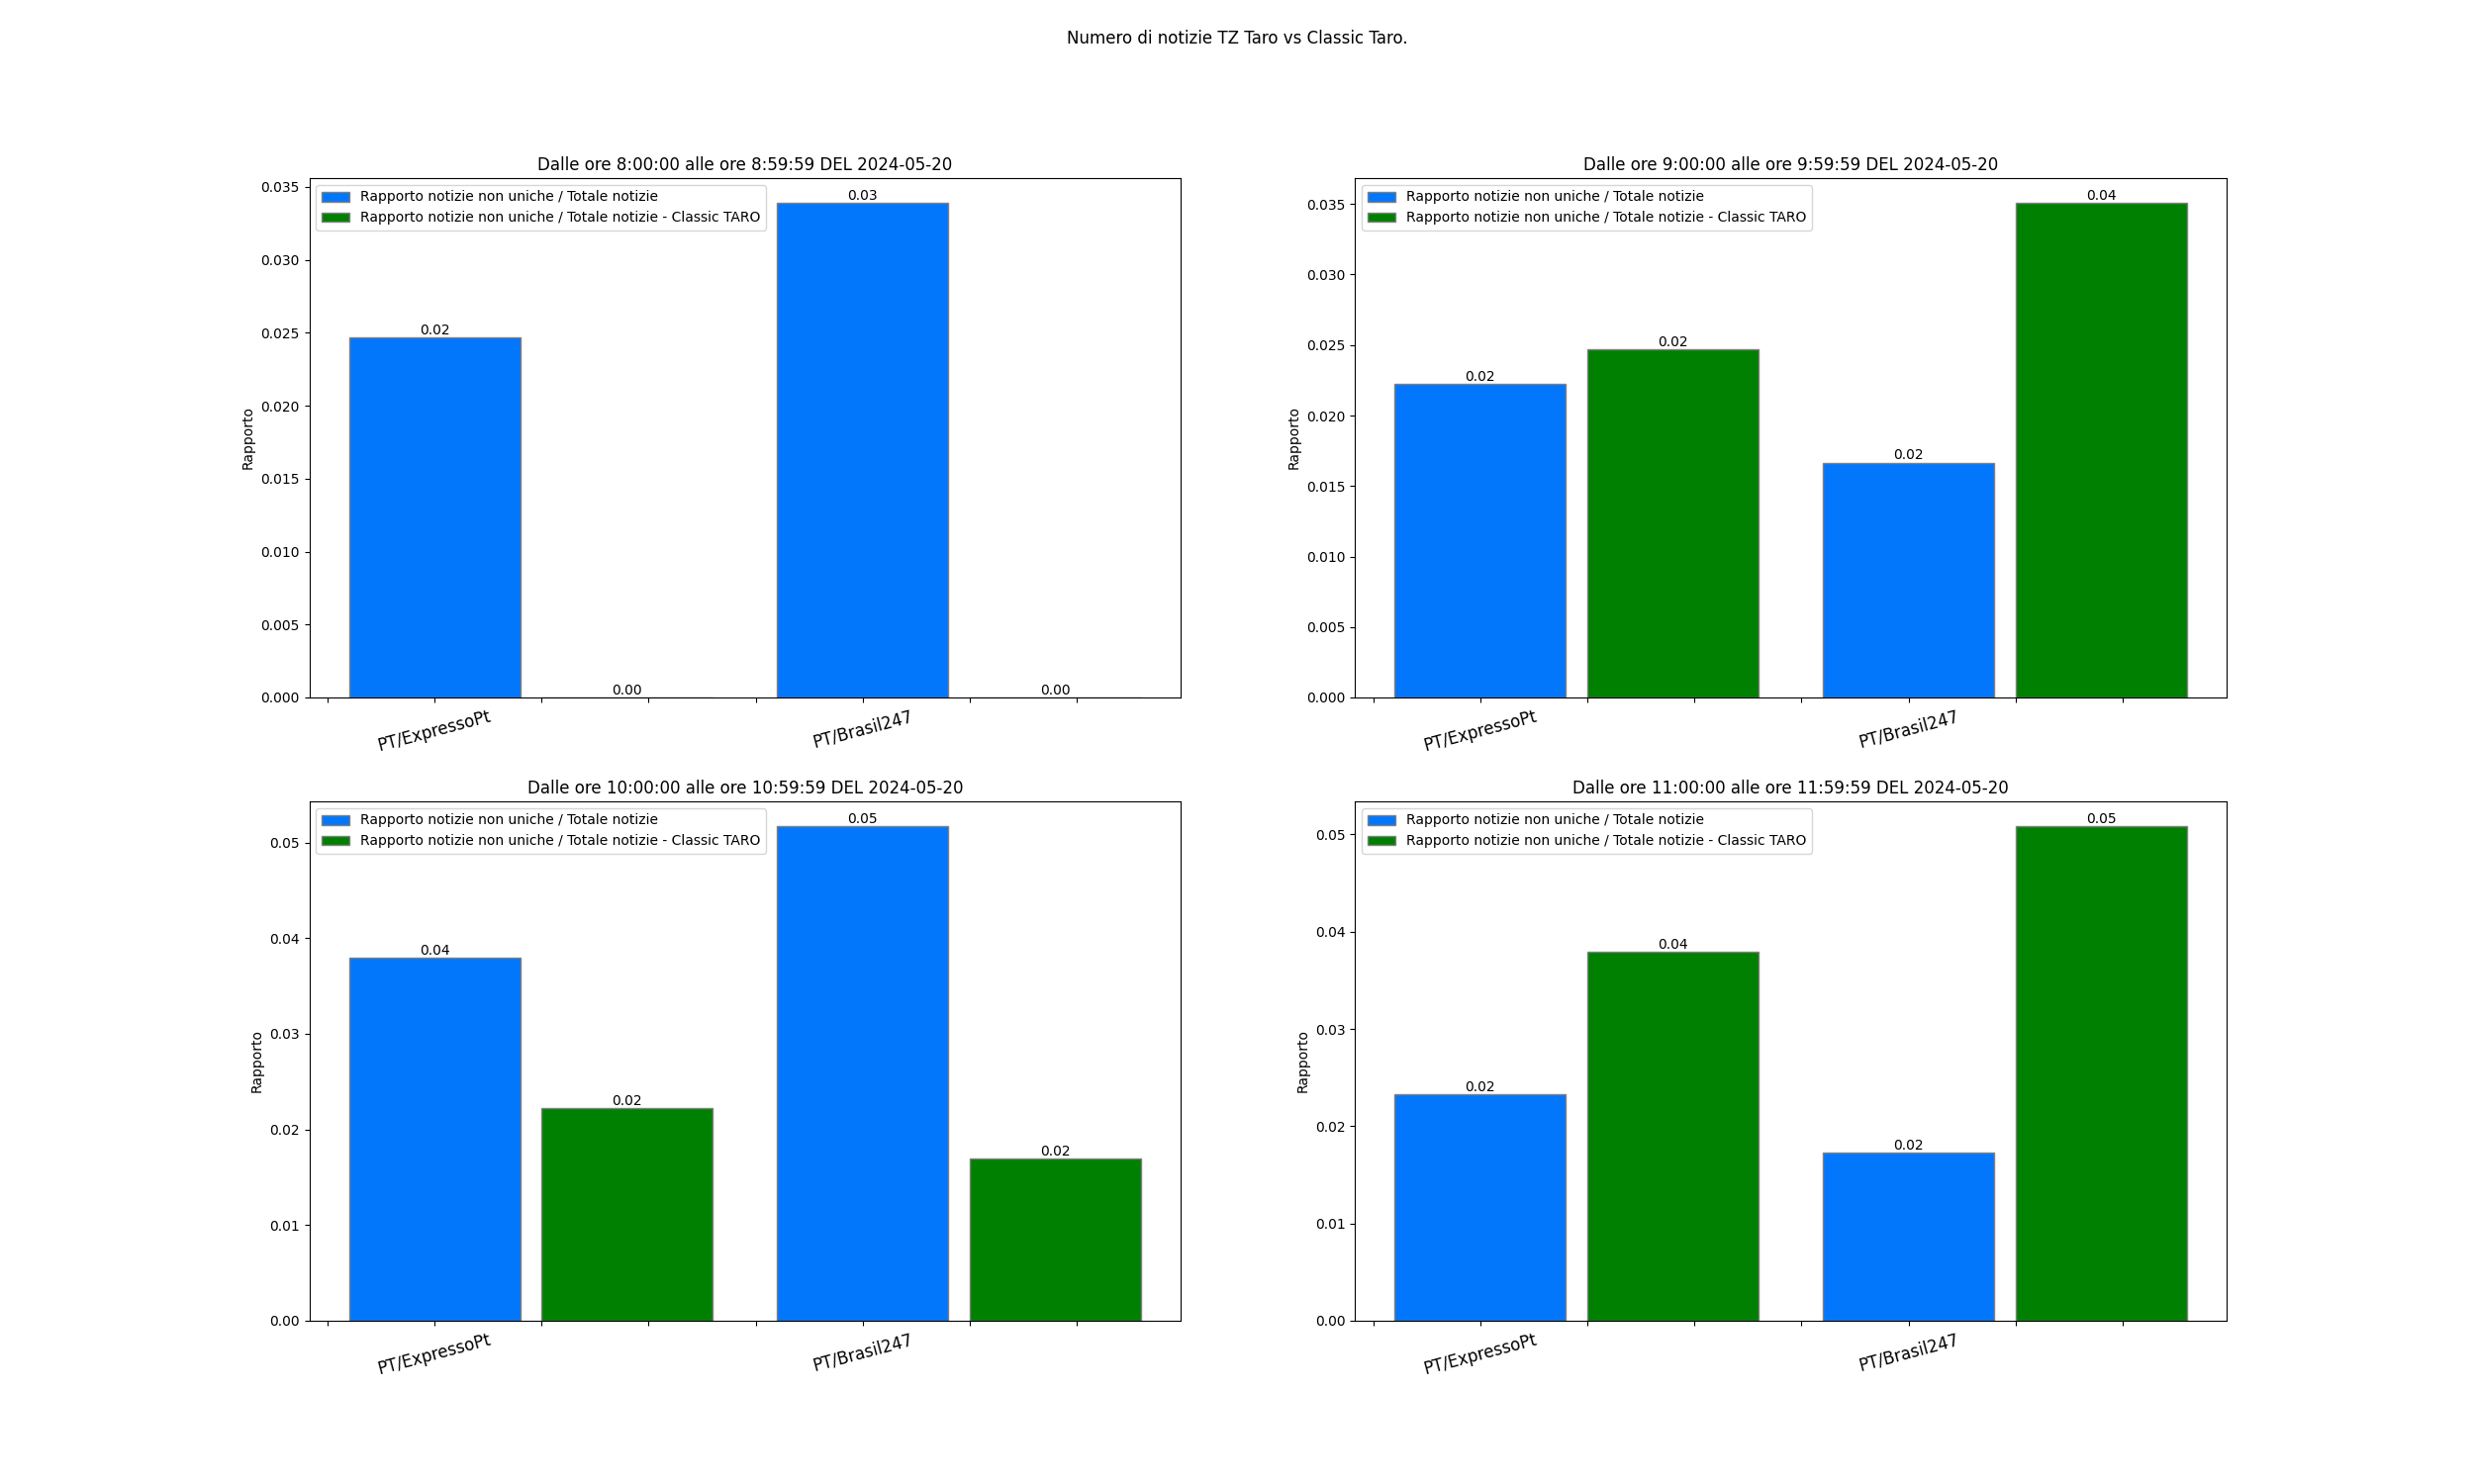 Numero di notizie TZ Taro vs Classic Taro.
Dalle ore 8:00:00 alle ore 8:59:59 DEL 2024-05-20
Rapporto notizie non uniche / Totale notizie
Rapporto notizie non uniche / Totale notizie - Classic TARO
0.035
0.030
0.025
0.020
0.015
0.010
0.005
0.000
Rapporto
0.02
0.00
0.03
0.00
PT/ExpressoPt
PT/Brasil247
Dalle ore 9:00:00 alle ore 9:59:59 DEL 2024-05-20
Rapporto notizie non uniche / Totale notizie
Rapporto notizie non uniche / Totale notizie - Classic TARO
0.035
0.030
0.025
0.020
0.015
0.010
0.005
0.000
Rapporto
0.02
0.02
0.02
0.04
PT/ExpressoPt
PT/Brasil247
Dalle ore 10:00:00 alle ore 10:59:59 DEL 2024-05-20
Rapporto notizie non uniche / Totale notizie
Rapporto notizie non uniche / Totale notizie - Classic TARO
0.05
0.04
0.03
0.02
0.01
0.00
Rapporto
0.04
0.02
0.05
0.02
PT/ExpressoPt
PT/Brasil247
Dalle ore 11:00:00 alle ore 11:59:59 DEL 2024-05-20
Rapporto notizie non uniche / Totale notizie
Rapporto notizie non uniche / Totale notizie - Classic TARO
0.05
0.04
0.03
0.02
0.01
0.00
Rapporto
0.02
0.04
0.02
0.05
PT/ExpressoPt
PT/Brasil247